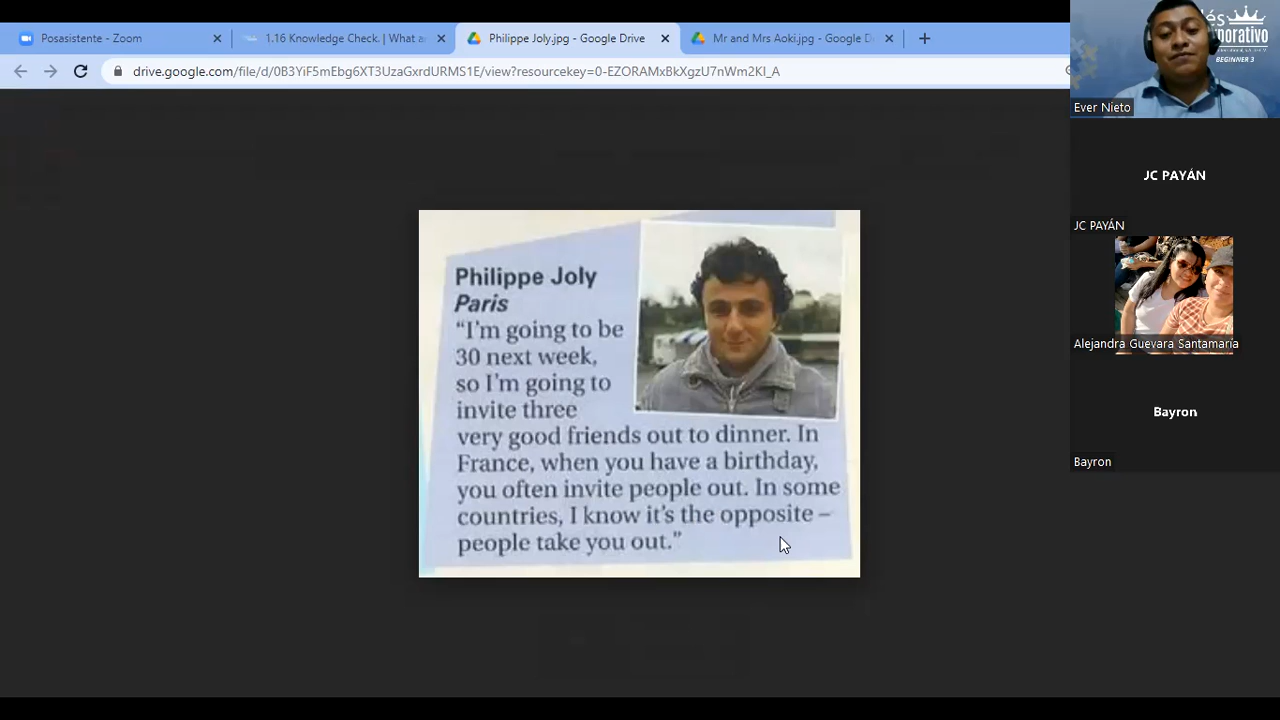 Posasistente - Zoom
1.16 Knowledge Check. | What a
Philippe Joly.jpg - Google Drive
Mr and Mrs Aoki.jpg - Google D
drive.google.com/file/d/0B3YiF5mEbg6XT3UzaGxrdURMS1E/view?resourcekey=0-EZORAMxBkXgzU7nWm2KI_A
Philippe Joly
Paris
“I’m going to be
30 next week,
so I’m going to
invite three
very good friends out to dinner. In
France, when you have a birthday,
you often invite people out. In some
countries, I know it’s the opposite –
people take you out.”
BEGINNER 3
Ever Nieto
JC PAYÁN
JC PAYÁN
Alejandra Guevara Santamaría
Bayron
Bayron